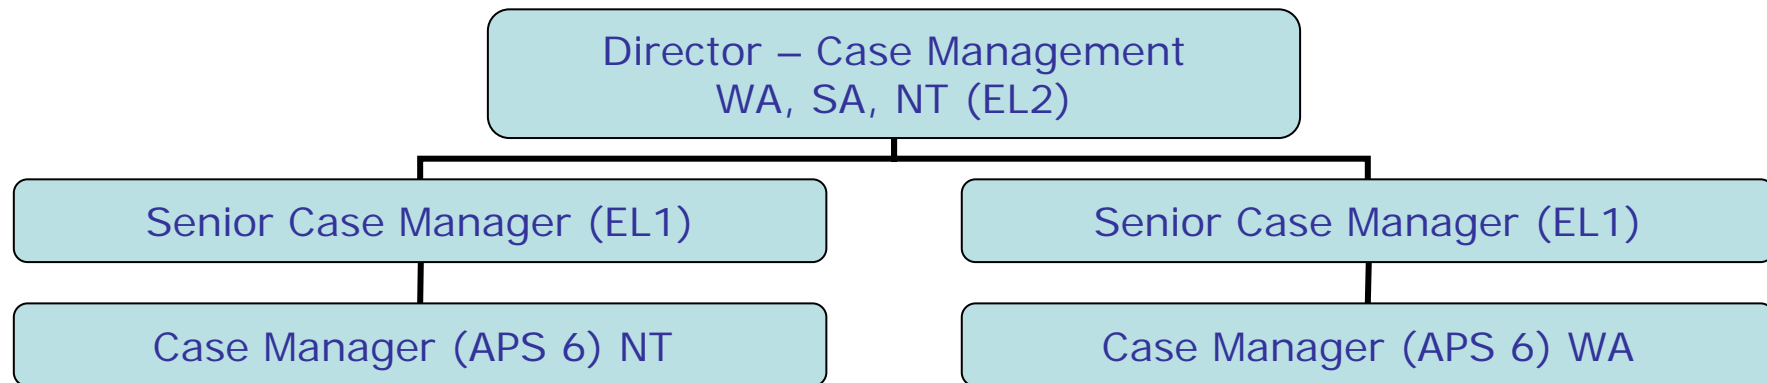 Director – Case Management
WA, SA, NT (EL2)
Senior Case Manager (EL1)
Senior Case Manager (EL1)
Case Manager (APS 6) NT
Case Manager (APS 6) WA